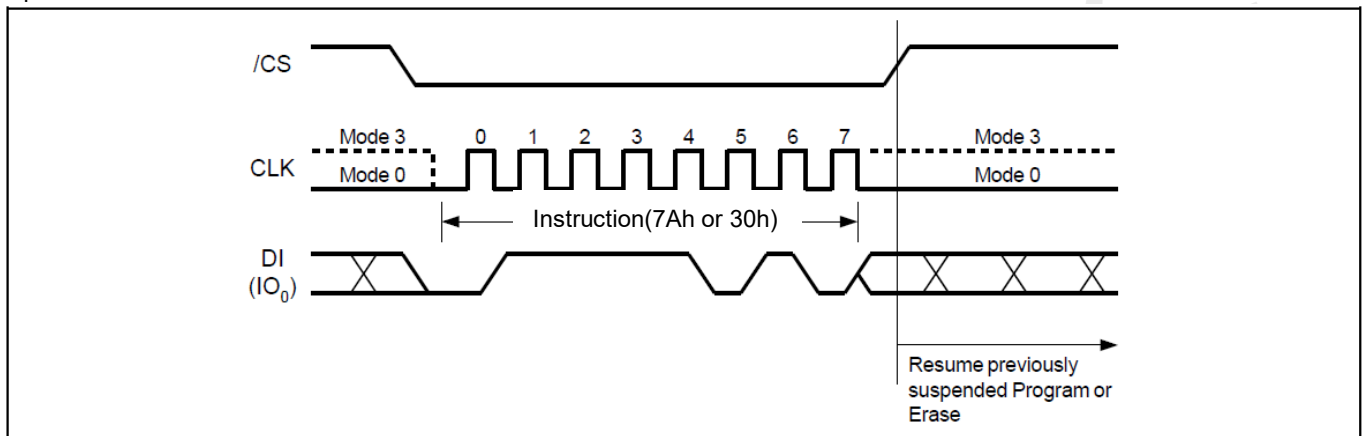 /CS
Mode 3 0 1 2 3 4 5 6 7 Mode 3
CLK
Mode 0 Mode 0
Instruction(7Ah or 30h)
DI
(IO₀)
Resume previously
suspended Program or
Erase